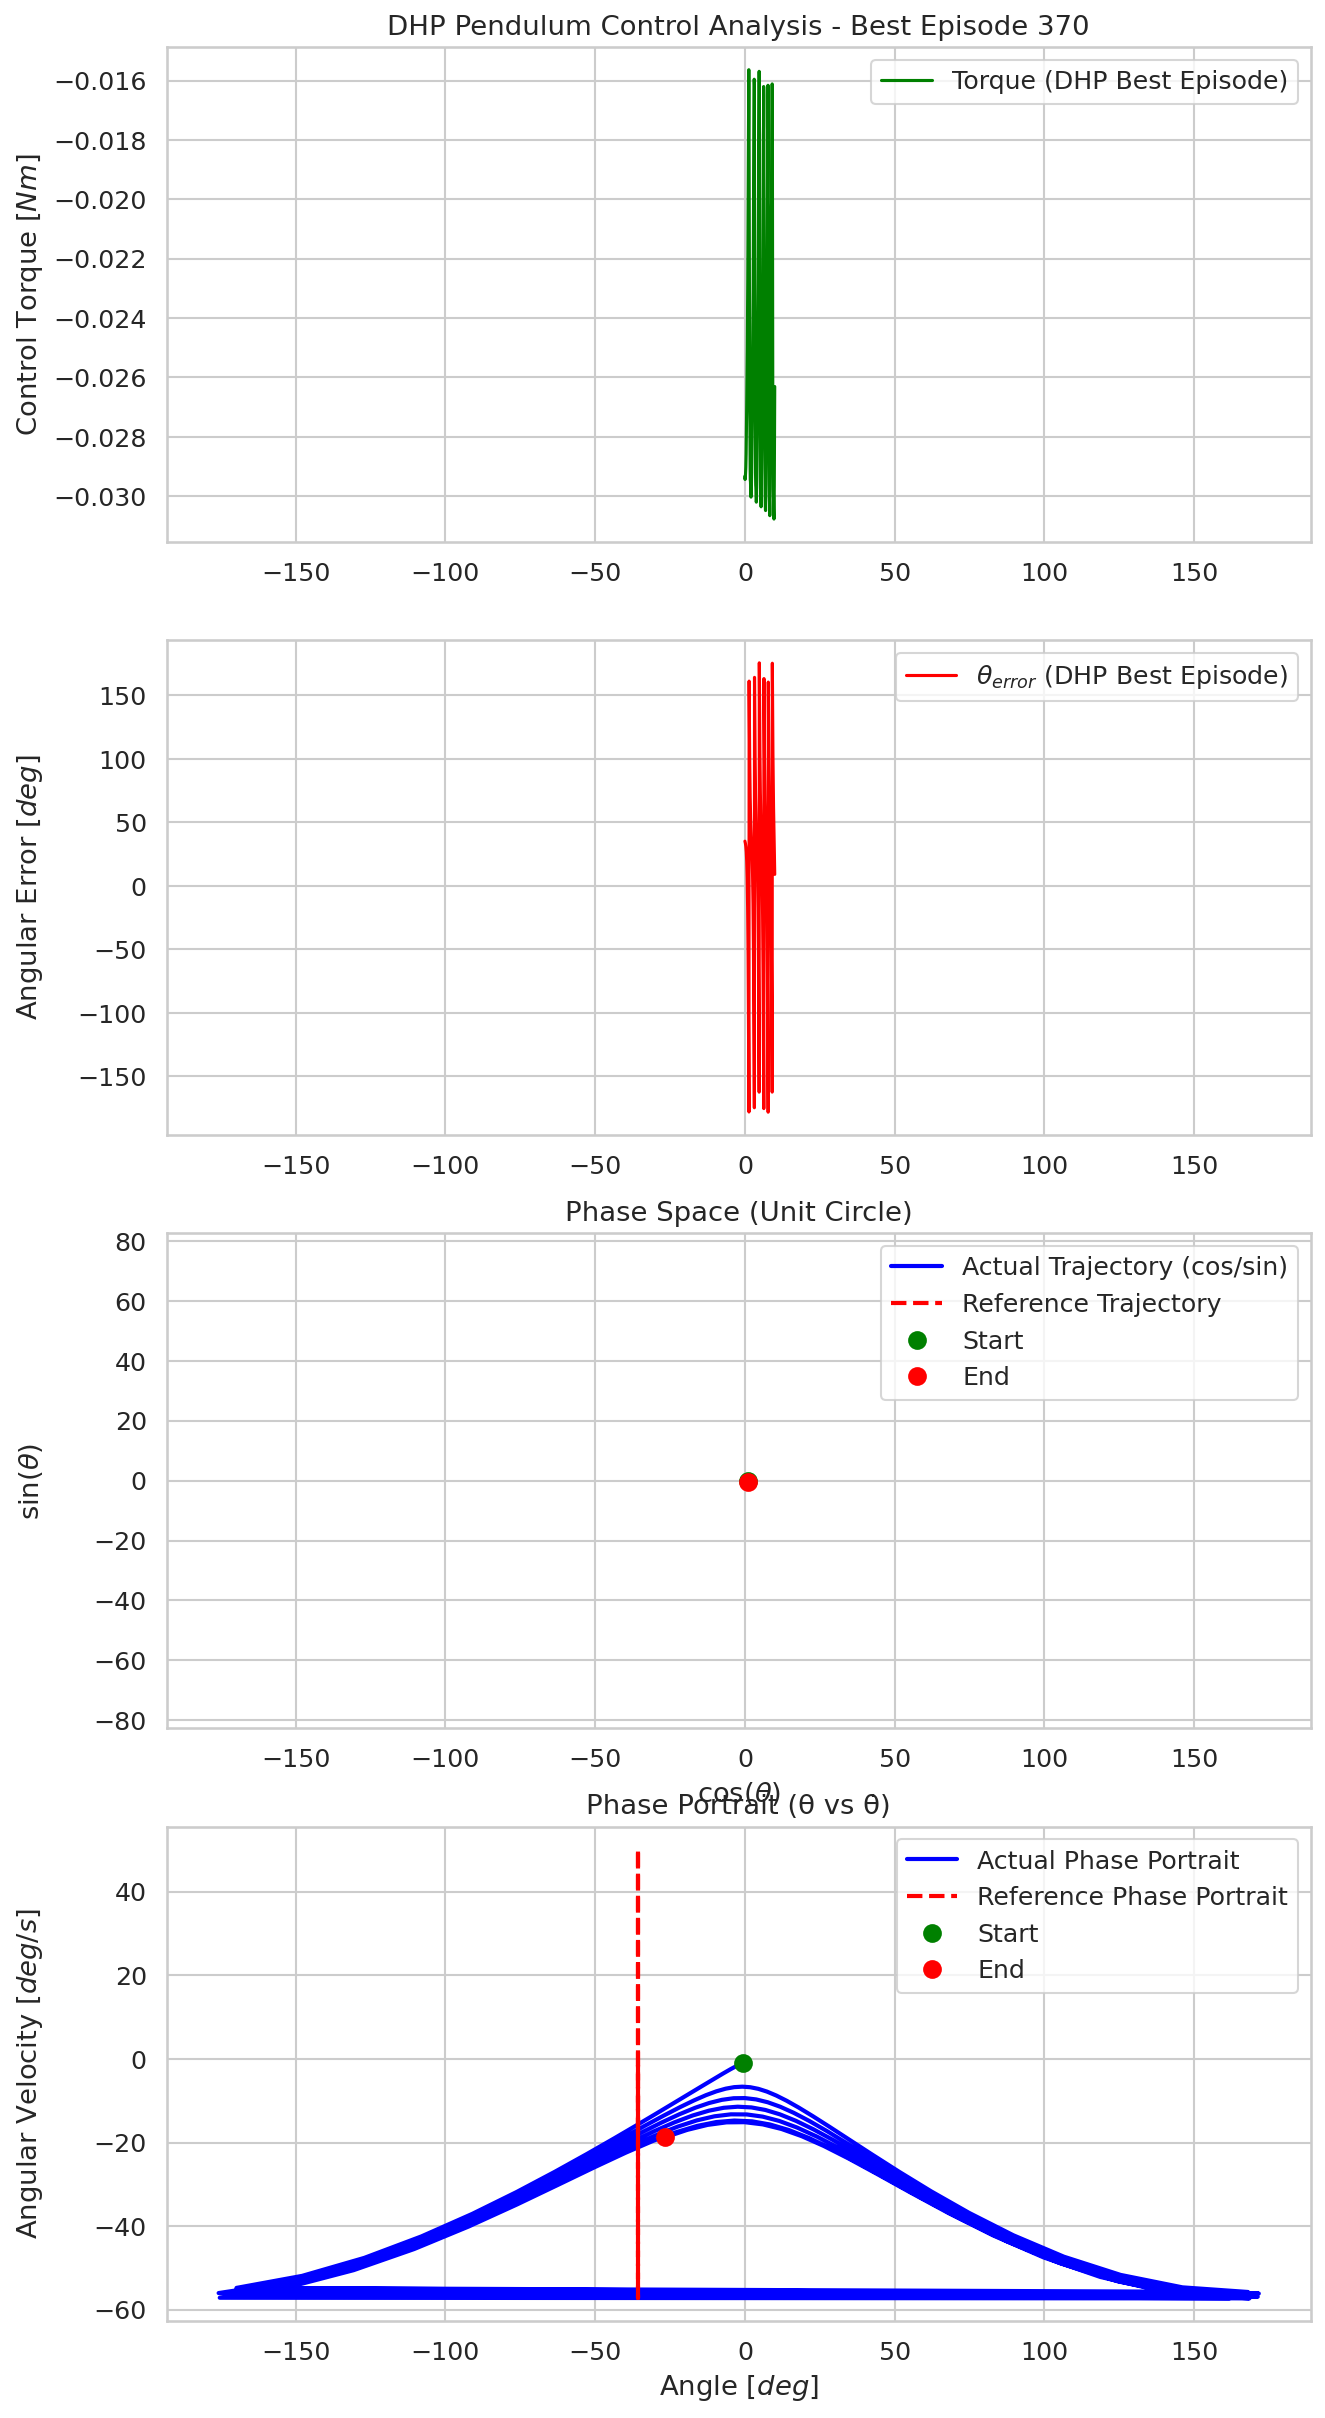 DHP Pendulum Control Analysis - Best Episode 370
Control Torque [Nm]
−0.016
−0.018
−0.020
−0.022
−0.024
−0.026
−0.028
−0.030
Torque (DHP Best Episode)
−150 −100 −50 0 50 100 150
Angular Error [deg]
150
100
50
0
−50
−100
−150
θerror (DHP Best Episode)
−150 −100 −50 0 50 100 150
Phase Space (Unit Circle)
sin(θ)
80
60
40
20
0
−20
−40
−60
−80
Actual Trajectory (cos/sin)
Reference Trajectory
Start
End
−150 −100 −50 0 50 100 150
cos(θ)
Phase Portrait (θ vs θ̇)
Angular Velocity [deg/s]
40
20
0
−20
−40
−60
Actual Phase Portrait
Reference Phase Portrait
Start
End
−150 −100 −50 0 50 100 150
Angle [deg]